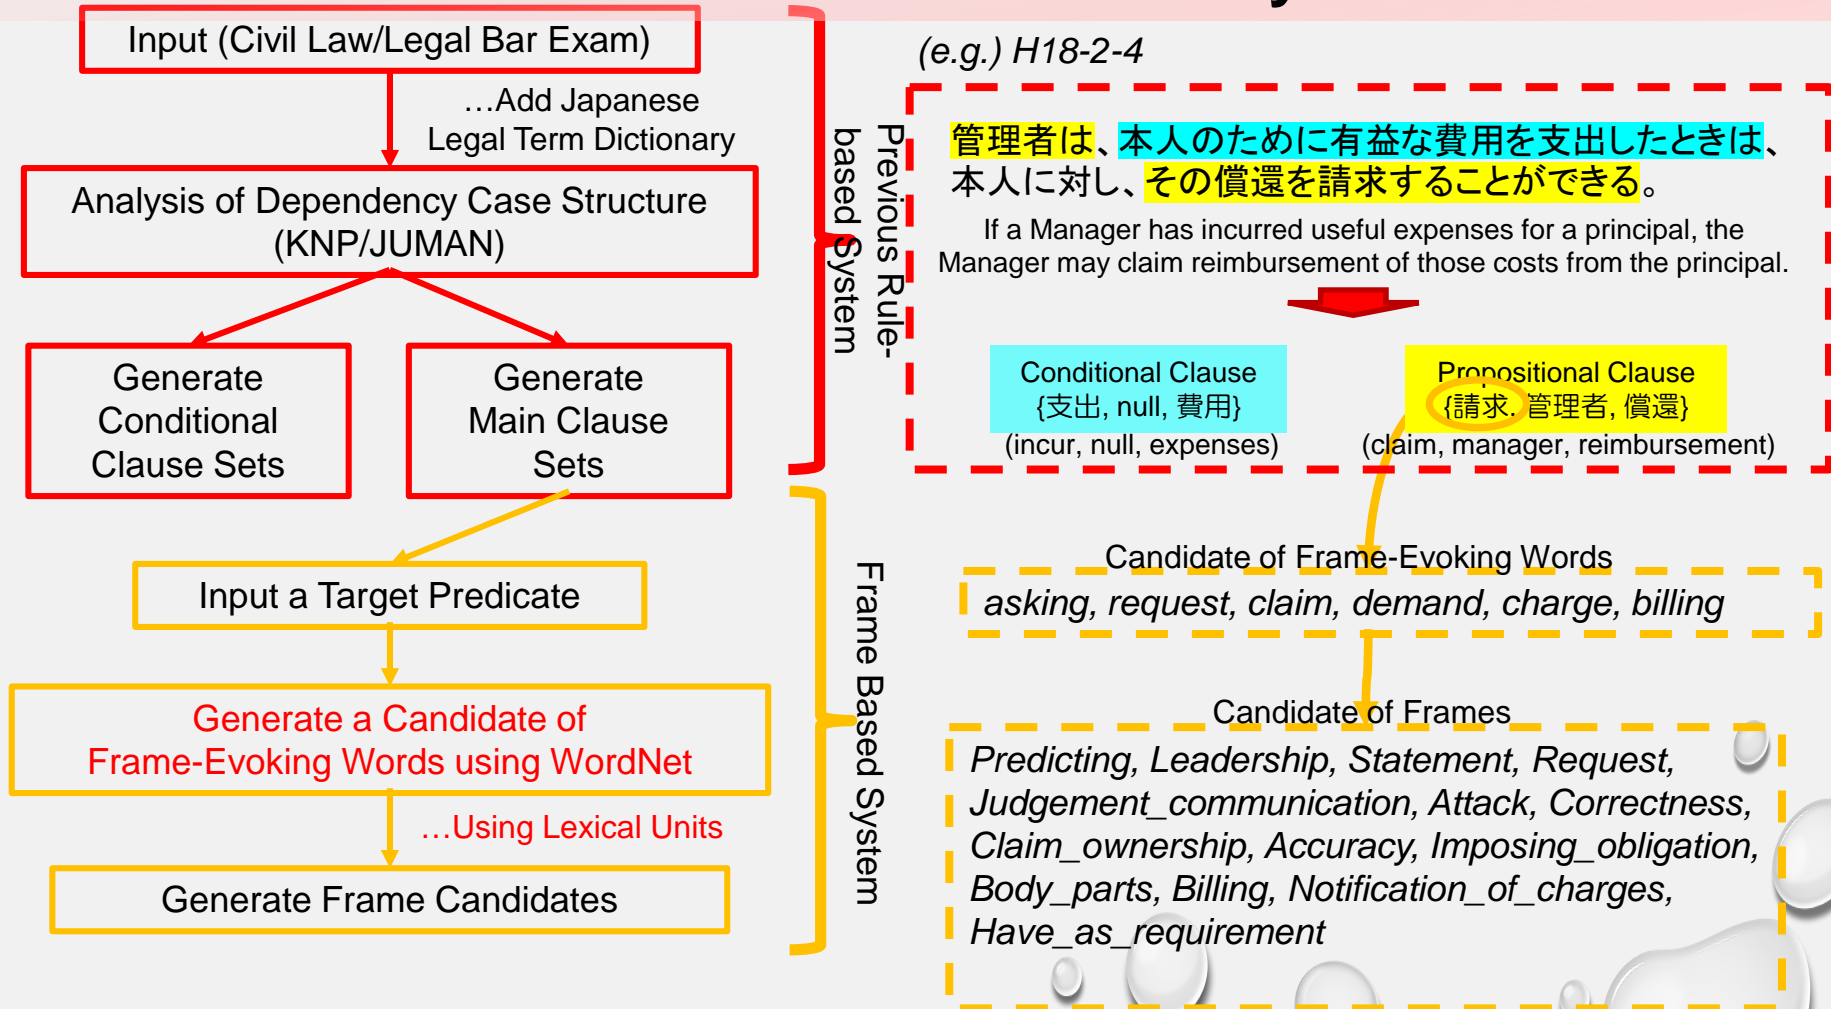 Input (Civil Law/Legal Bar Exam)
…Add Japanese
Legal Term Dictionary
Analysis of Dependency Case Structure
(KNP/JUMAN)
Generate
Conditional
Clause Sets
Generate
Main Clause
Sets
Input a Target Predicate
Generate a Candidate of
Frame-Evoking Words using WordNet
…Using Lexical Units
Generate Frame Candidates
Previous Rule-
based System
Frame Based System
(e.g.) H18-2-4
管理者は、本人のために有益な費用を支出したときは、
本人に対し、その償還を請求することができる。
If a Manager has incurred useful expenses for a principal, the
Manager may claim reimbursement of those costs from the principal.
Conditional Clause
{支出, null, 費用}
(incur, null, expenses)
Propositional Clause
{請求, 管理者, 償還}
(claim, manager, reimbursement)
Candidate of Frame-Evoking Words
asking, request, claim, demand, charge, billing
Candidate of Frames
Predicting, Leadership, Statement, Request,
Judgement_communication, Attack, Correctness,
Claim_ownership, Accuracy, Imposing_obligation,
Body_parts, Billing, Notification_of_charges,
Have_as_requirement